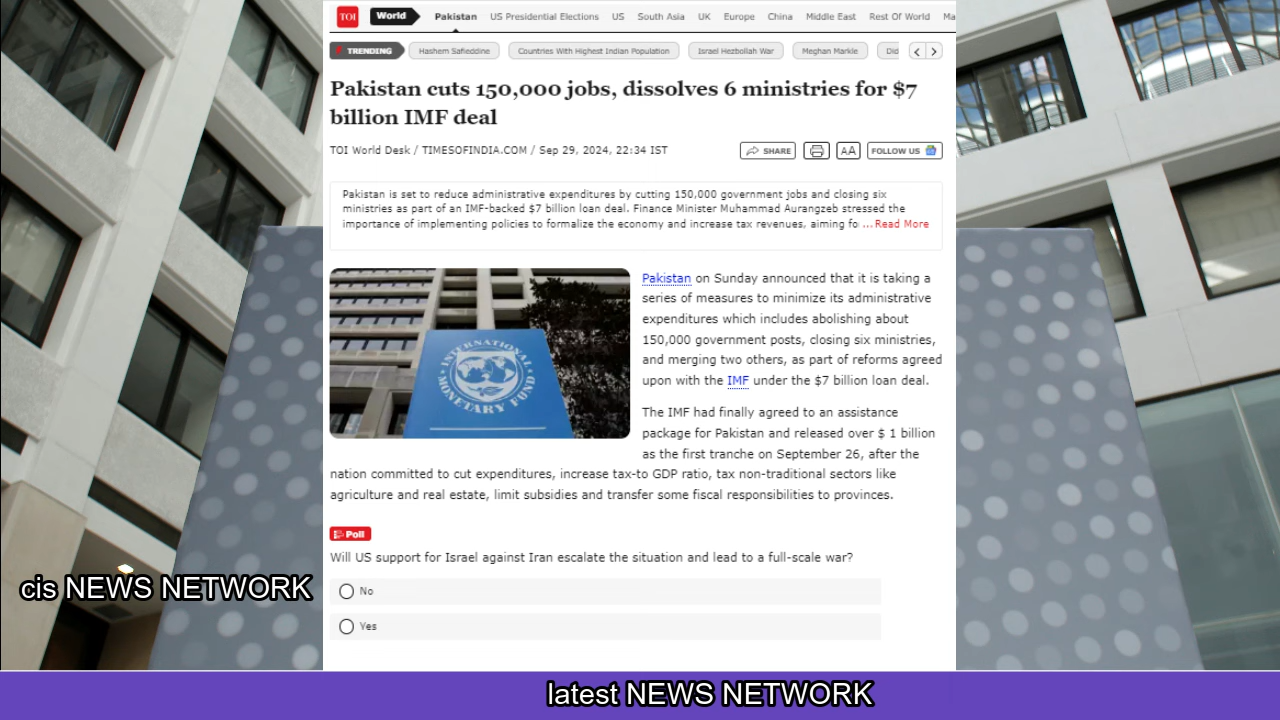 TOI World Pakistan US Presidential Elections US South Asia UK Europe China Middle East Rest Of World Ma
TRENDING Hashem Safieddine Countries With Highest Indian Population Israel Hezbollah War Meghan Markle Did
Pakistan cuts 150,000 jobs, dissolves 6 ministries for $7
billion IMF deal
TOI World Desk / TIMESOFINDIA.COM / Sep 29, 2024, 22:34 IST
SHARE AA FOLLOW US
Pakistan is set to reduce administrative expenditures by cutting 150,000 government jobs and closing six
ministries as part of an IMF-backed $7 billion loan deal. Finance Minister Muhammad Aurangzeb stressed the
importance of implementing policies to formalize the economy and increase tax revenues, aiming fo ... Read More
INTERNATIONAL
MONETARY FUND
Pakistan on Sunday announced that it is taking a
series of measures to minimize its administrative
expenditures which includes abolishing about
150,000 government posts, closing six ministries,
and merging two others, as part of reforms agreed
upon with the IMF under the $7 billion loan deal.
The IMF had finally agreed to an assistance
package for Pakistan and released over $ 1 billion
as the first tranche on September 26, after the
nation committed to cut expenditures, increase tax-to GDP ratio, tax non-traditional sectors like
agriculture and real estate, limit subsidies and transfer some fiscal responsibilities to provinces.
Poll
Will US support for Israel against Iran escalate the situation and lead to a full-scale war?
No
Yes
cis NEWS NETWORK
latest NEWS NETWORK